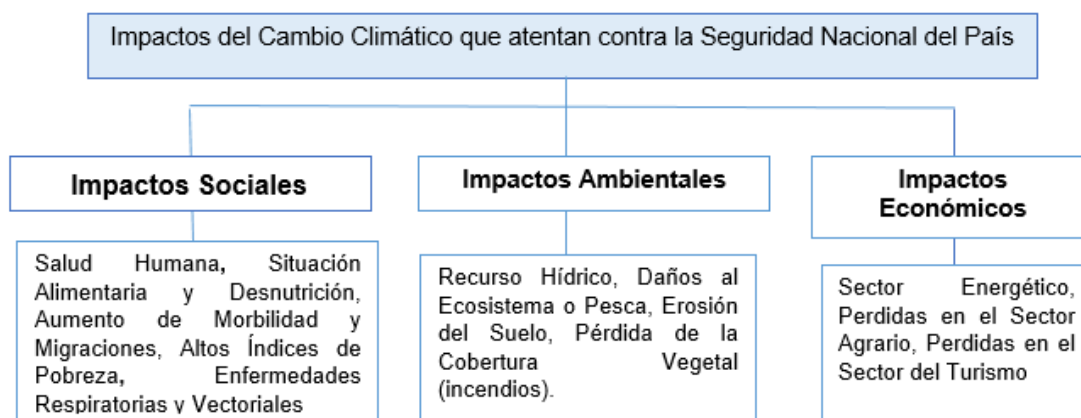 Impactos del Cambio Climático que atentan contra la Seguridad Nacional del País
Impactos Sociales
Salud Humana, Situación
Alimentaria y Desnutrición,
Aumento de Morbilidad y
Migraciones, Altos Índices de
Pobreza, Enfermedades
Respiratorias y Vectoriales
Impactos Ambientales
Recurso Hídrico, Daños al
Ecosistema o Pesca, Erosión
del Suelo, Pérdida de la
Cobertura Vegetal
(incendios).
Impactos
Económicos
Sector Energético,
Perdidas en el Sector
Agrario, Perdidas en el
Sector del Turismo